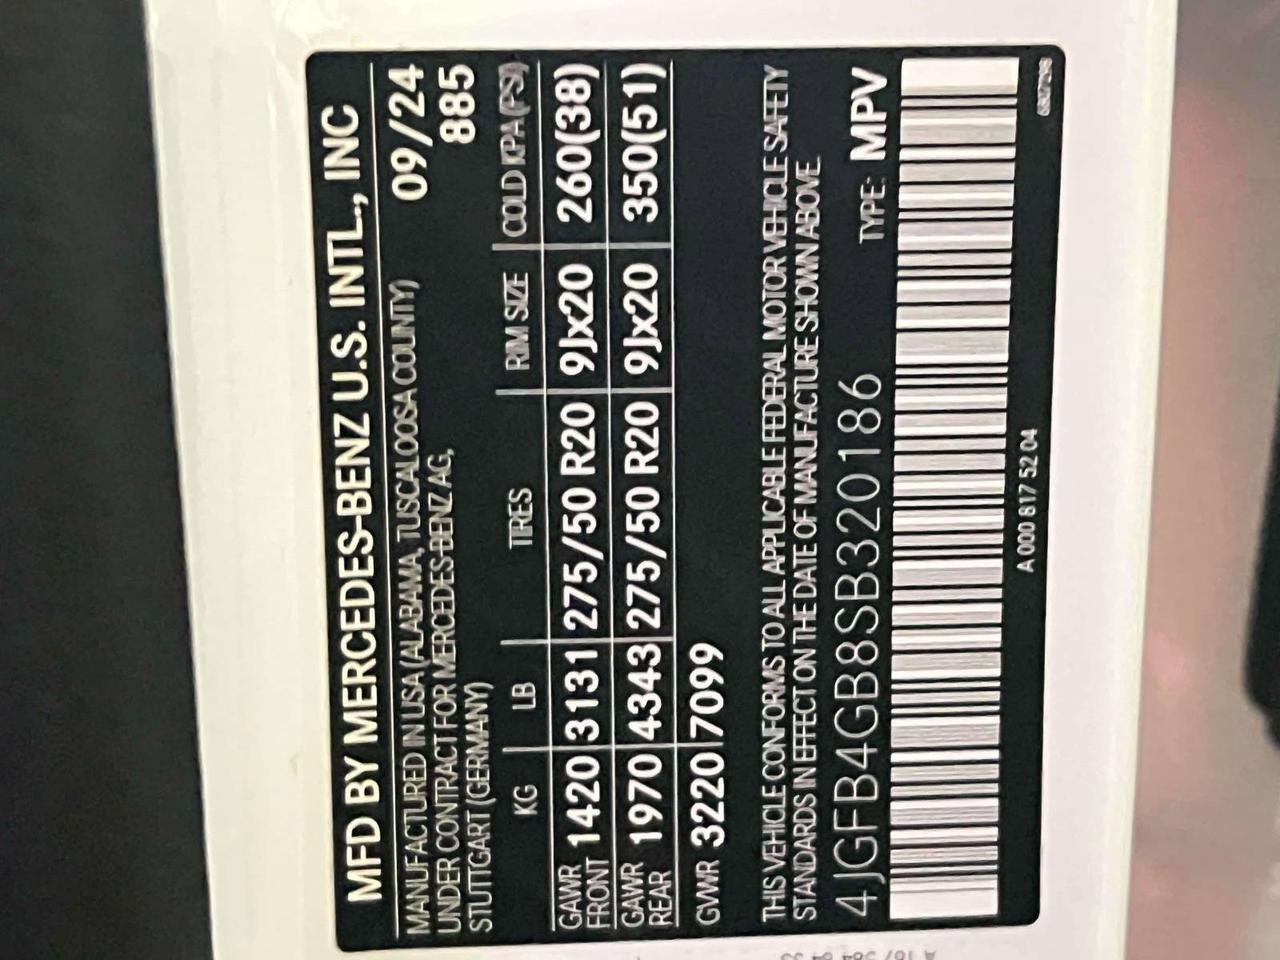 MFD BY MERCEDES-BENZ U.S. INTL., INC
MANUFACTURED IN USA (ALABAMA, TUSCALOOSA COUNTY) 09/24
UNDER CONTRACT FOR MERCEDES-BENZ AG, 885
STUTTGART (GERMANY)
KG LB TIRES RIM SIZE COLD KPA (PSI)
GAWR FRONT 1420 3131 275/50 R20 9Jx20 260(38)
GAWR REAR 1970 4343 275/50 R20 9Jx20 350(51)
GVWR 3220 7099
THIS VEHICLE CONFORMS TO ALL APPLICABLE FEDERAL MOTOR VEHICLE SAFETY
STANDARDS IN EFFECT ON THE DATE OF MANUFACTURE SHOWN ABOVE.
4JGFB4GB8SB320186 TYPE: MPV
A 000 817 52 04